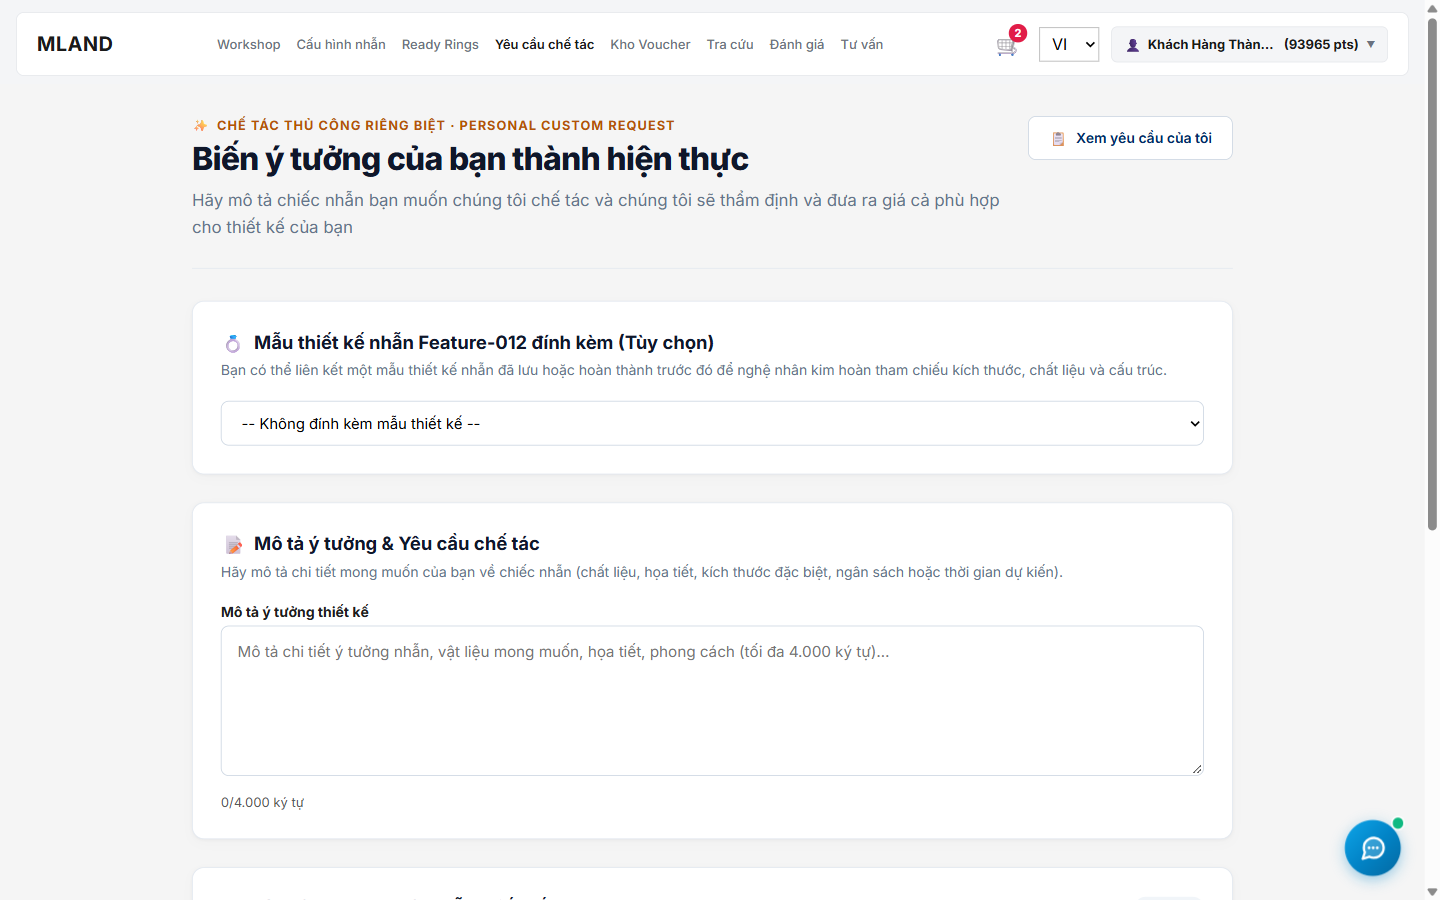 MLAND
Workshop
Cấu hình nhẫn
Ready Rings
Yêu cầu chế tác
Kho Voucher
Tra cứu
Đánh giá
Tư vấn
2
VI
Khách Hàng Thàn... (93965 pts) ▼
CHẾ TÁC THỦ CÔNG RIÊNG BIỆT · PERSONAL CUSTOM REQUEST
Biến ý tưởng của bạn thành hiện thực
Hãy mô tả chiếc nhẫn bạn muốn chúng tôi chế tác và chúng tôi sẽ thẩm định và đưa ra giá cả phù hợp
cho thiết kế của bạn
Xem yêu cầu của tôi
Mẫu thiết kế nhẫn Feature-012 đính kèm (Tùy chọn)
Bạn có thể liên kết một mẫu thiết kế nhẫn đã lưu hoặc hoàn thành trước đó để nghệ nhân kim hoàn tham chiếu kích thước, chất liệu và cấu trúc.
-- Không đính kèm mẫu thiết kế --
Mô tả ý tưởng & Yêu cầu chế tác
Hãy mô tả chi tiết mong muốn của bạn về chiếc nhẫn (chất liệu, họa tiết, kích thước đặc biệt, ngân sách hoặc thời gian dự kiến).
Mô tả ý tưởng thiết kế
Mô tả chi tiết ý tưởng nhẫn, vật liệu mong muốn, họa tiết, phong cách (tối đa 4.000 ký tự)...
0/4.000 ký tự